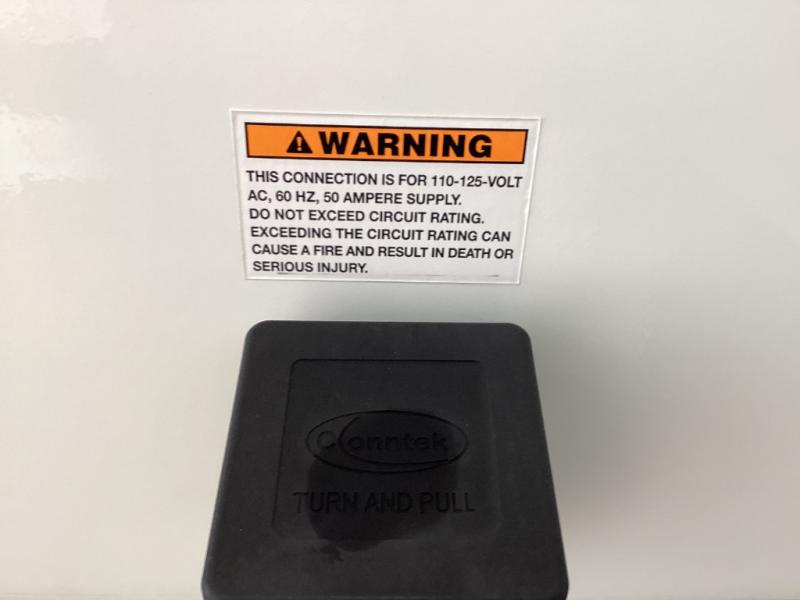 WARNING
THIS CONNECTION IS FOR 110-125-VOLT
AC, 60 HZ, 50 AMPERE SUPPLY.
DO NOT EXCEED CIRCUIT RATING.
EXCEEDING THE CIRCUIT RATING CAN
CAUSE A FIRE AND RESULT IN DEATH OR
SERIOUS INJURY.
Conntek
TURN AND PULL